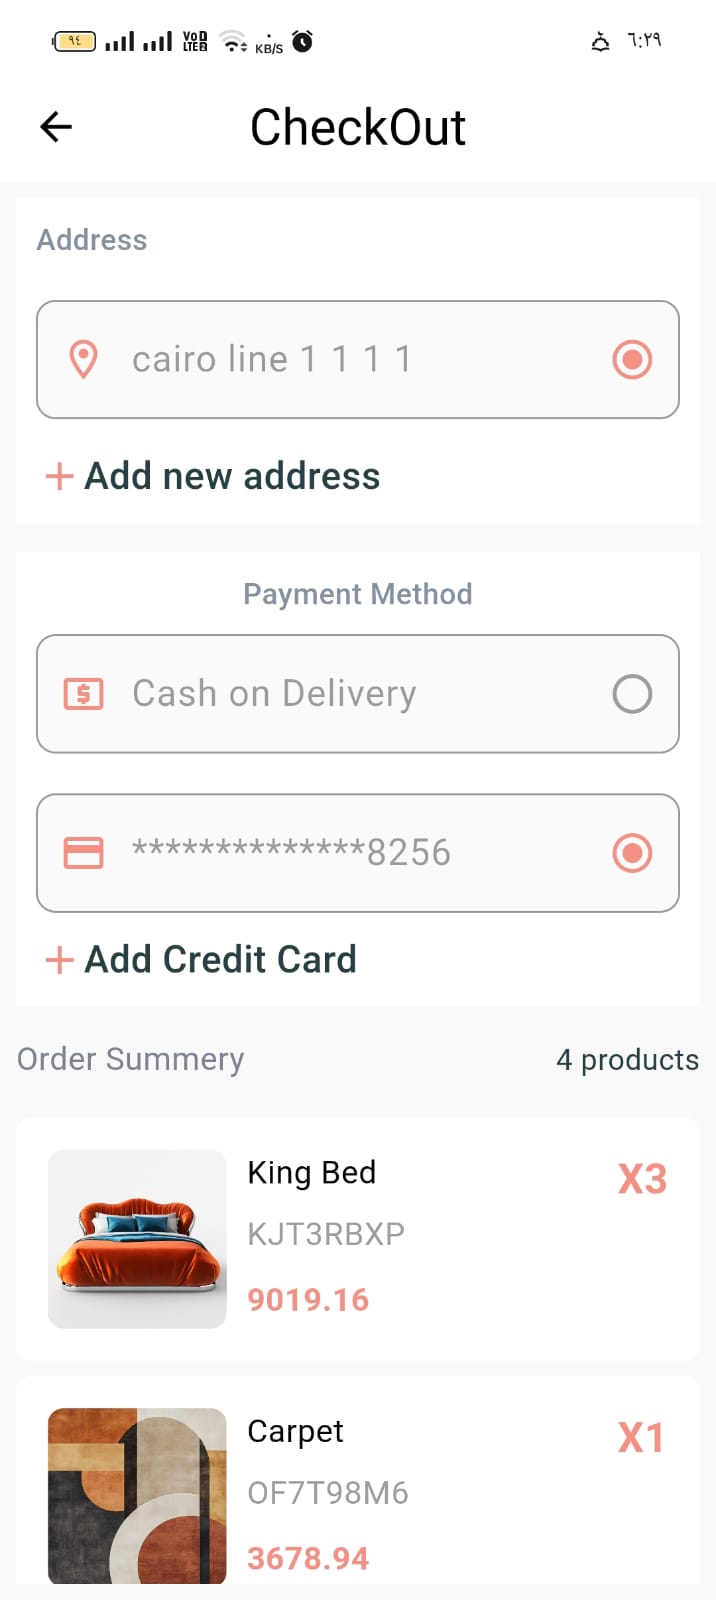 ٩٤ VoD LTE 2 KB/S ٦:٢٩
CheckOut
Address
cairo line 1 1 1 1
+ Add new address
Payment Method
Cash on Delivery
**************8256
+ Add Credit Card
Order Summery 4 products
King Bed X3
KJT3RBXP
9019.16
Carpet X1
OF7T98M6
3678.94